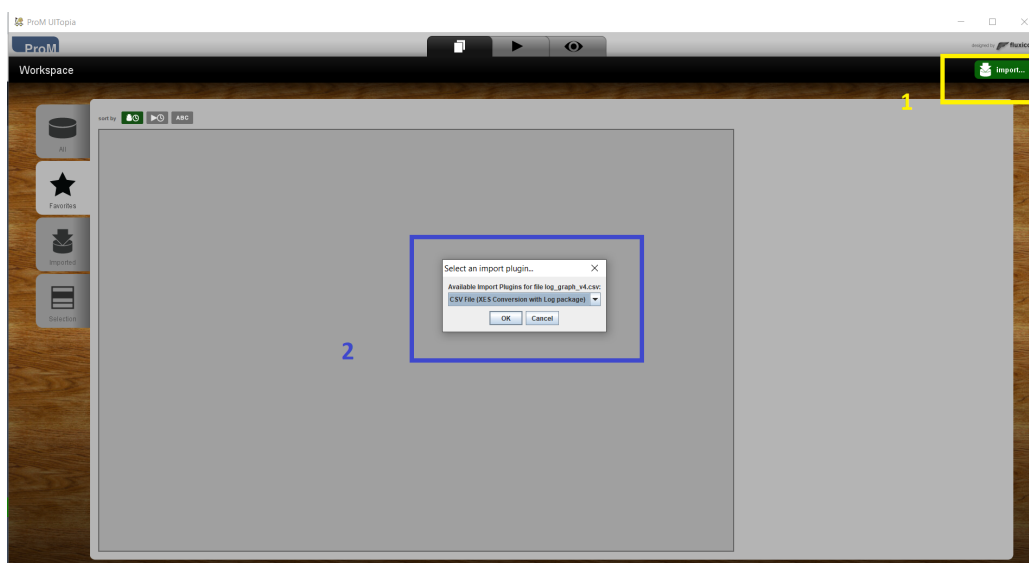 ProM UITopia
ProM
designed by fluxicon
Workspace
import...
1
sort by ABC
All
Favorites
Imported
Selection
Select an import plugin...
Available Import Plugins for file log_graph_v4.csv:
CSV File (XES Conversion with Log package)
OK Cancel
2